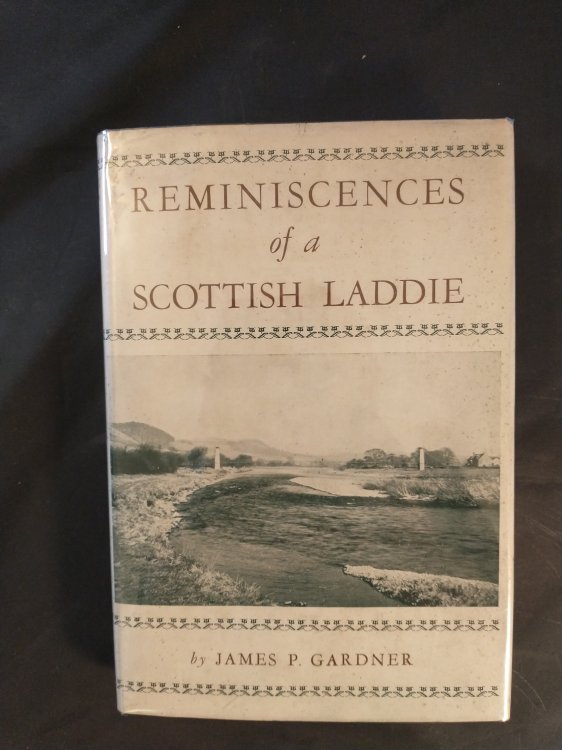 REMINISCENCES
of a
SCOTTISH LADDIE
by JAMES P. GARDNER